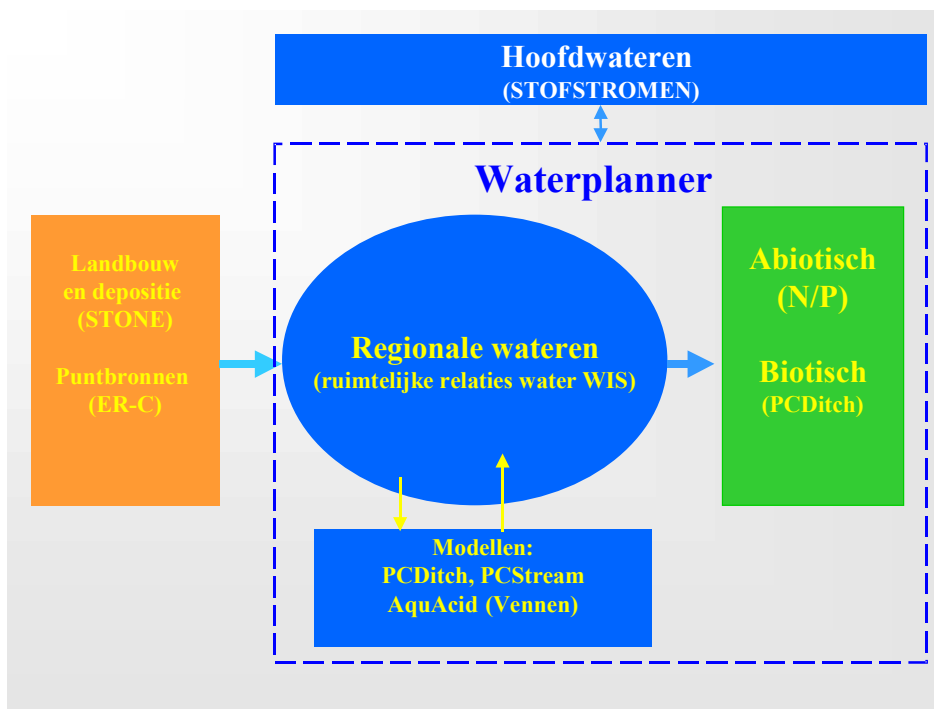 Hoofdwateren
(STOFSTROMEN)
Waterplanner
Landbouw
en depositie
(STONE)
Puntbronnen
(ER-C)
Regionale wateren
(ruimtelijke relaties water WIS)
Abiotisch
(N/P)
Biotisch
(PCDitch)
Modellen:
PCDitch, PCStream
AquAcid (Vennen)